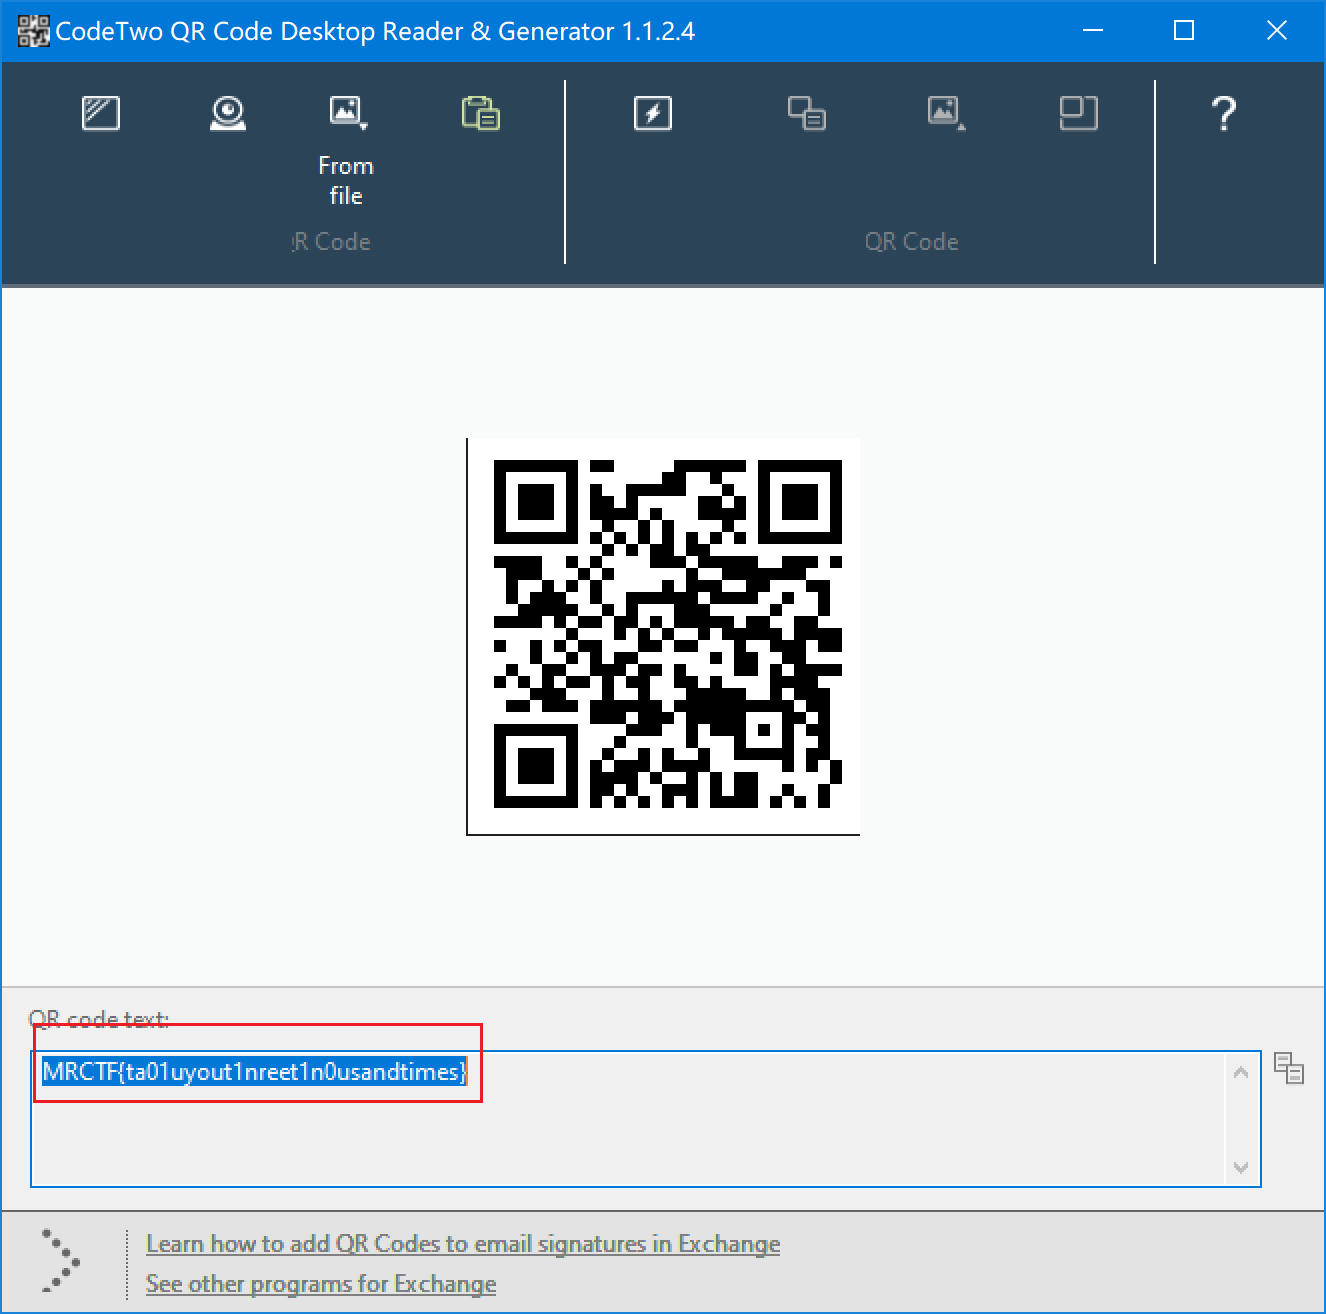 CodeTwo QR Code Desktop Reader & Generator 1.1.2.4
From
file
QR Code
QR Code
QR code text:
MRCTF{ta01uyout1nreet1n0usandtimes}
Learn how to add QR Codes to email signatures in Exchange
See other programs for Exchange